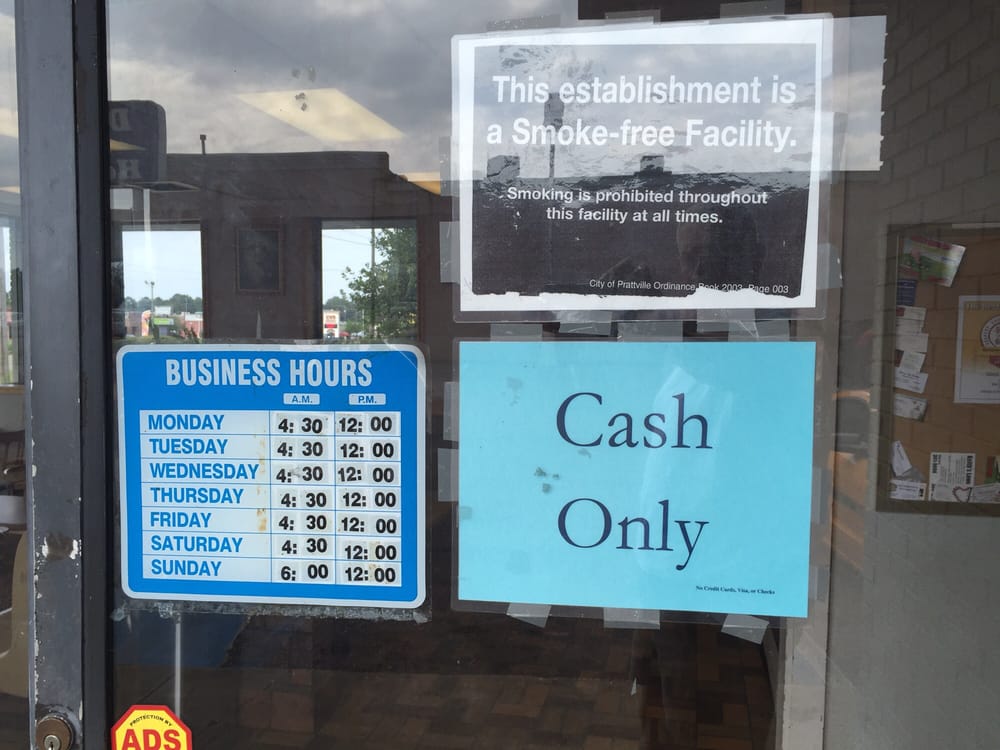 This establishment is
a Smoke-free Facility.
Smoking is prohibited throughout
this facility at all times.
City of Prattville Ordinance Book 2003 Page 003
BUSINESS HOURS
A.M. P.M.
MONDAY 4: 30 12: 00
TUESDAY 4: 30 12: 00
WEDNESDAY 4: 30 12: 00
THURSDAY 4: 30 12: 00
FRIDAY 4: 30 12: 00
SATURDAY 4: 30 12: 00
SUNDAY 6: 00 12: 00
Cash
Only
No Credit Cards, Visa, or Checks
PROTECTION BY
ADS